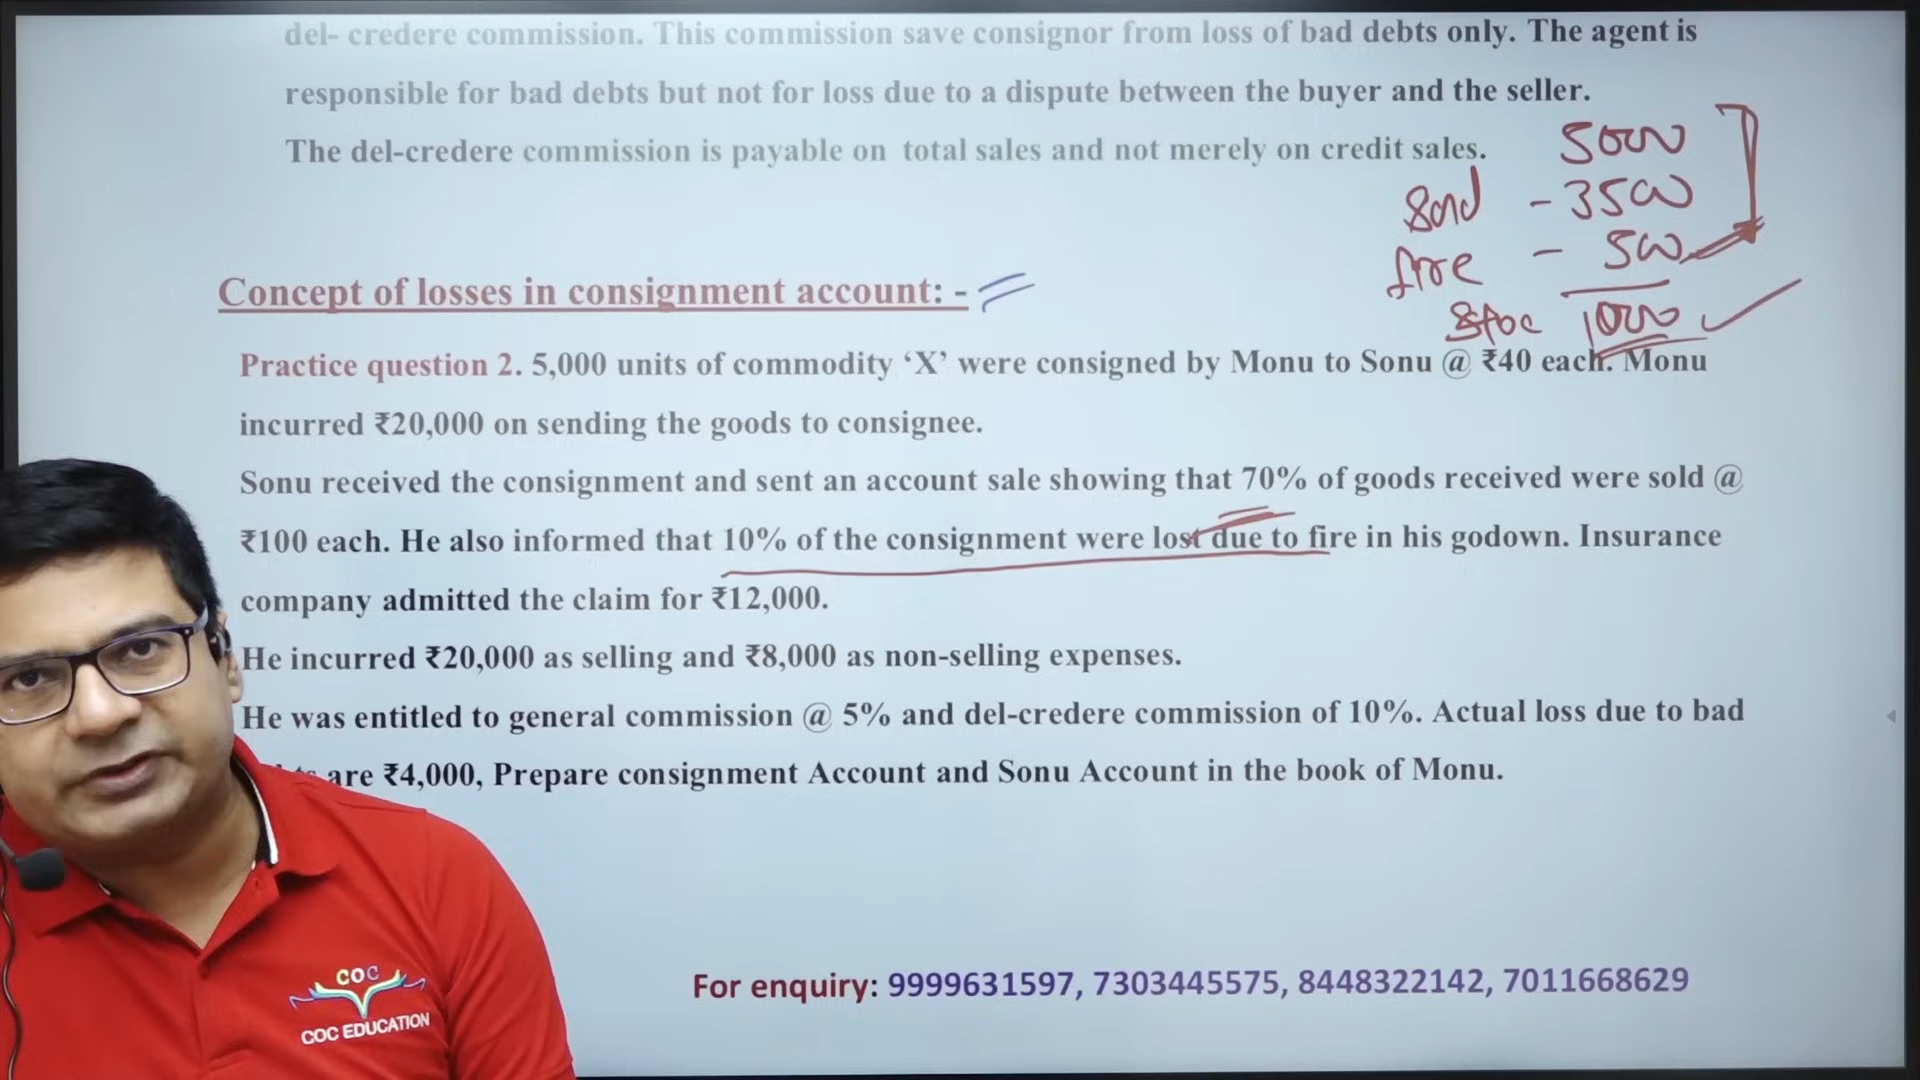 del- credere commission. This commission save consignor from loss of bad debts only. The agent is
responsible for bad debts but not for loss due to a dispute between the buyer and the seller.
The del-credere commission is payable on total sales and not merely on credit sales.
5000
Sold - 3500
fire - 500
Stoc 1000
Concept of losses in consignment account: -
Practice question 2. 5,000 units of commodity ‘X’ were consigned by Monu to Sonu @ ₹40 each. Monu
incurred ₹20,000 on sending the goods to consignee.
Sonu received the consignment and sent an account sale showing that 70% of goods received were sold @
₹100 each. He also informed that 10% of the consignment were lost due to fire in his godown. Insurance
company admitted the claim for ₹12,000.
He incurred ₹20,000 as selling and ₹8,000 as non-selling expenses.
He was entitled to general commission @ 5% and del-credere commission of 10%. Actual loss due to bad
are ₹4,000, Prepare consignment Account and Sonu Account in the book of Monu.
COC
COC EDUCATION
For enquiry: 9999631597, 7303445575, 8448322142, 7011668629